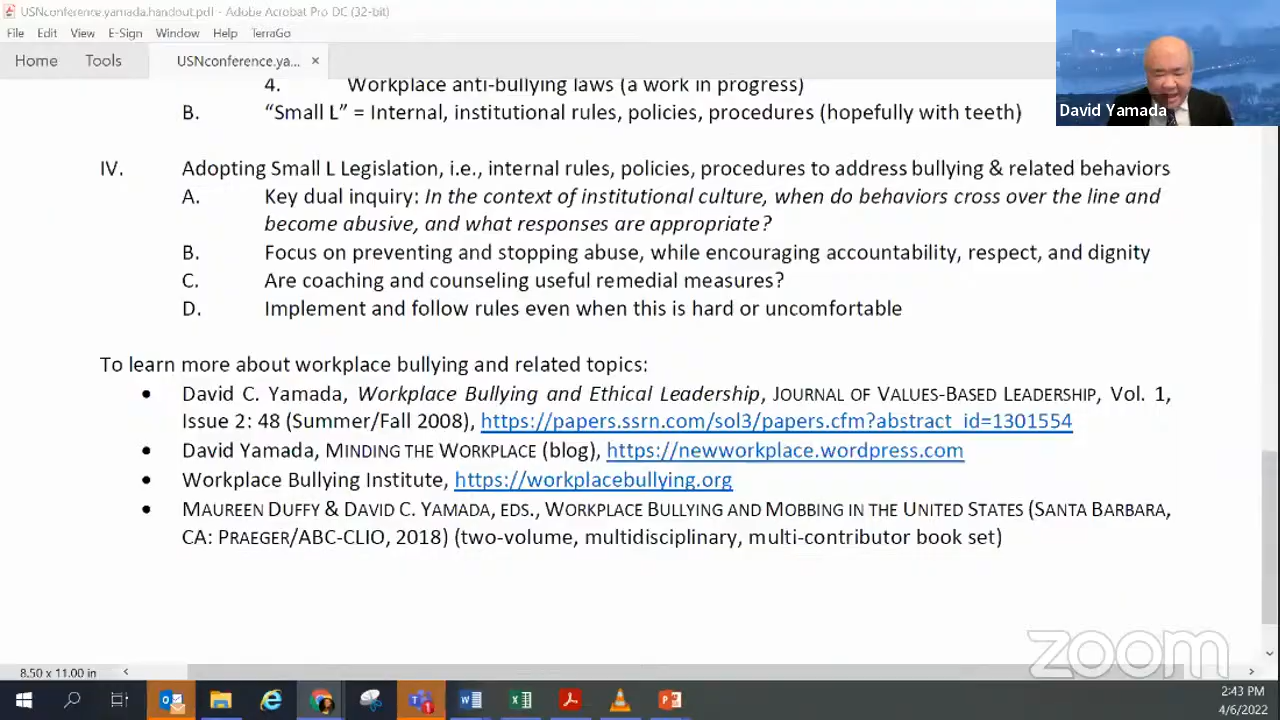 USNconference.yamada.handout.pdf - Adobe Acrobat Pro DC (32-bit)
File Edit View E-Sign Window Help TerraGo
Home Tools USNconference.ya... ×
4. Workplace anti-bullying laws (a work in progress)
B. “Small L” = Internal, institutional rules, policies, procedures (hopefully with teeth)
David Yamada
IV. Adopting Small L Legislation, i.e., internal rules, policies, procedures to address bullying & related behaviors
A. Key dual inquiry: In the context of institutional culture, when do behaviors cross over the line and
become abusive, and what responses are appropriate?
B. Focus on preventing and stopping abuse, while encouraging accountability, respect, and dignity
C. Are coaching and counseling useful remedial measures?
D. Implement and follow rules even when this is hard or uncomfortable
To learn more about workplace bullying and related topics:
• David C. Yamada, Workplace Bullying and Ethical Leadership, JOURNAL OF VALUES-BASED LEADERSHIP, Vol. 1,
Issue 2: 48 (Summer/Fall 2008), https://papers.ssrn.com/sol3/papers.cfm?abstract_id=1301554
• David Yamada, MINDING THE WORKPLACE (blog), https://newworkplace.wordpress.com
• Workplace Bullying Institute, https://workplacebullying.org
• MAUREEN DUFFY & DAVID C. YAMADA, EDS., WORKPLACE BULLYING AND MOBBING IN THE UNITED STATES (SANTA BARBARA,
CA: PRAEGER/ABC-CLIO, 2018) (two-volume, multidisciplinary, multi-contributor book set)
zoom
8.50 x 11.00 in
2:43 PM
4/6/2022